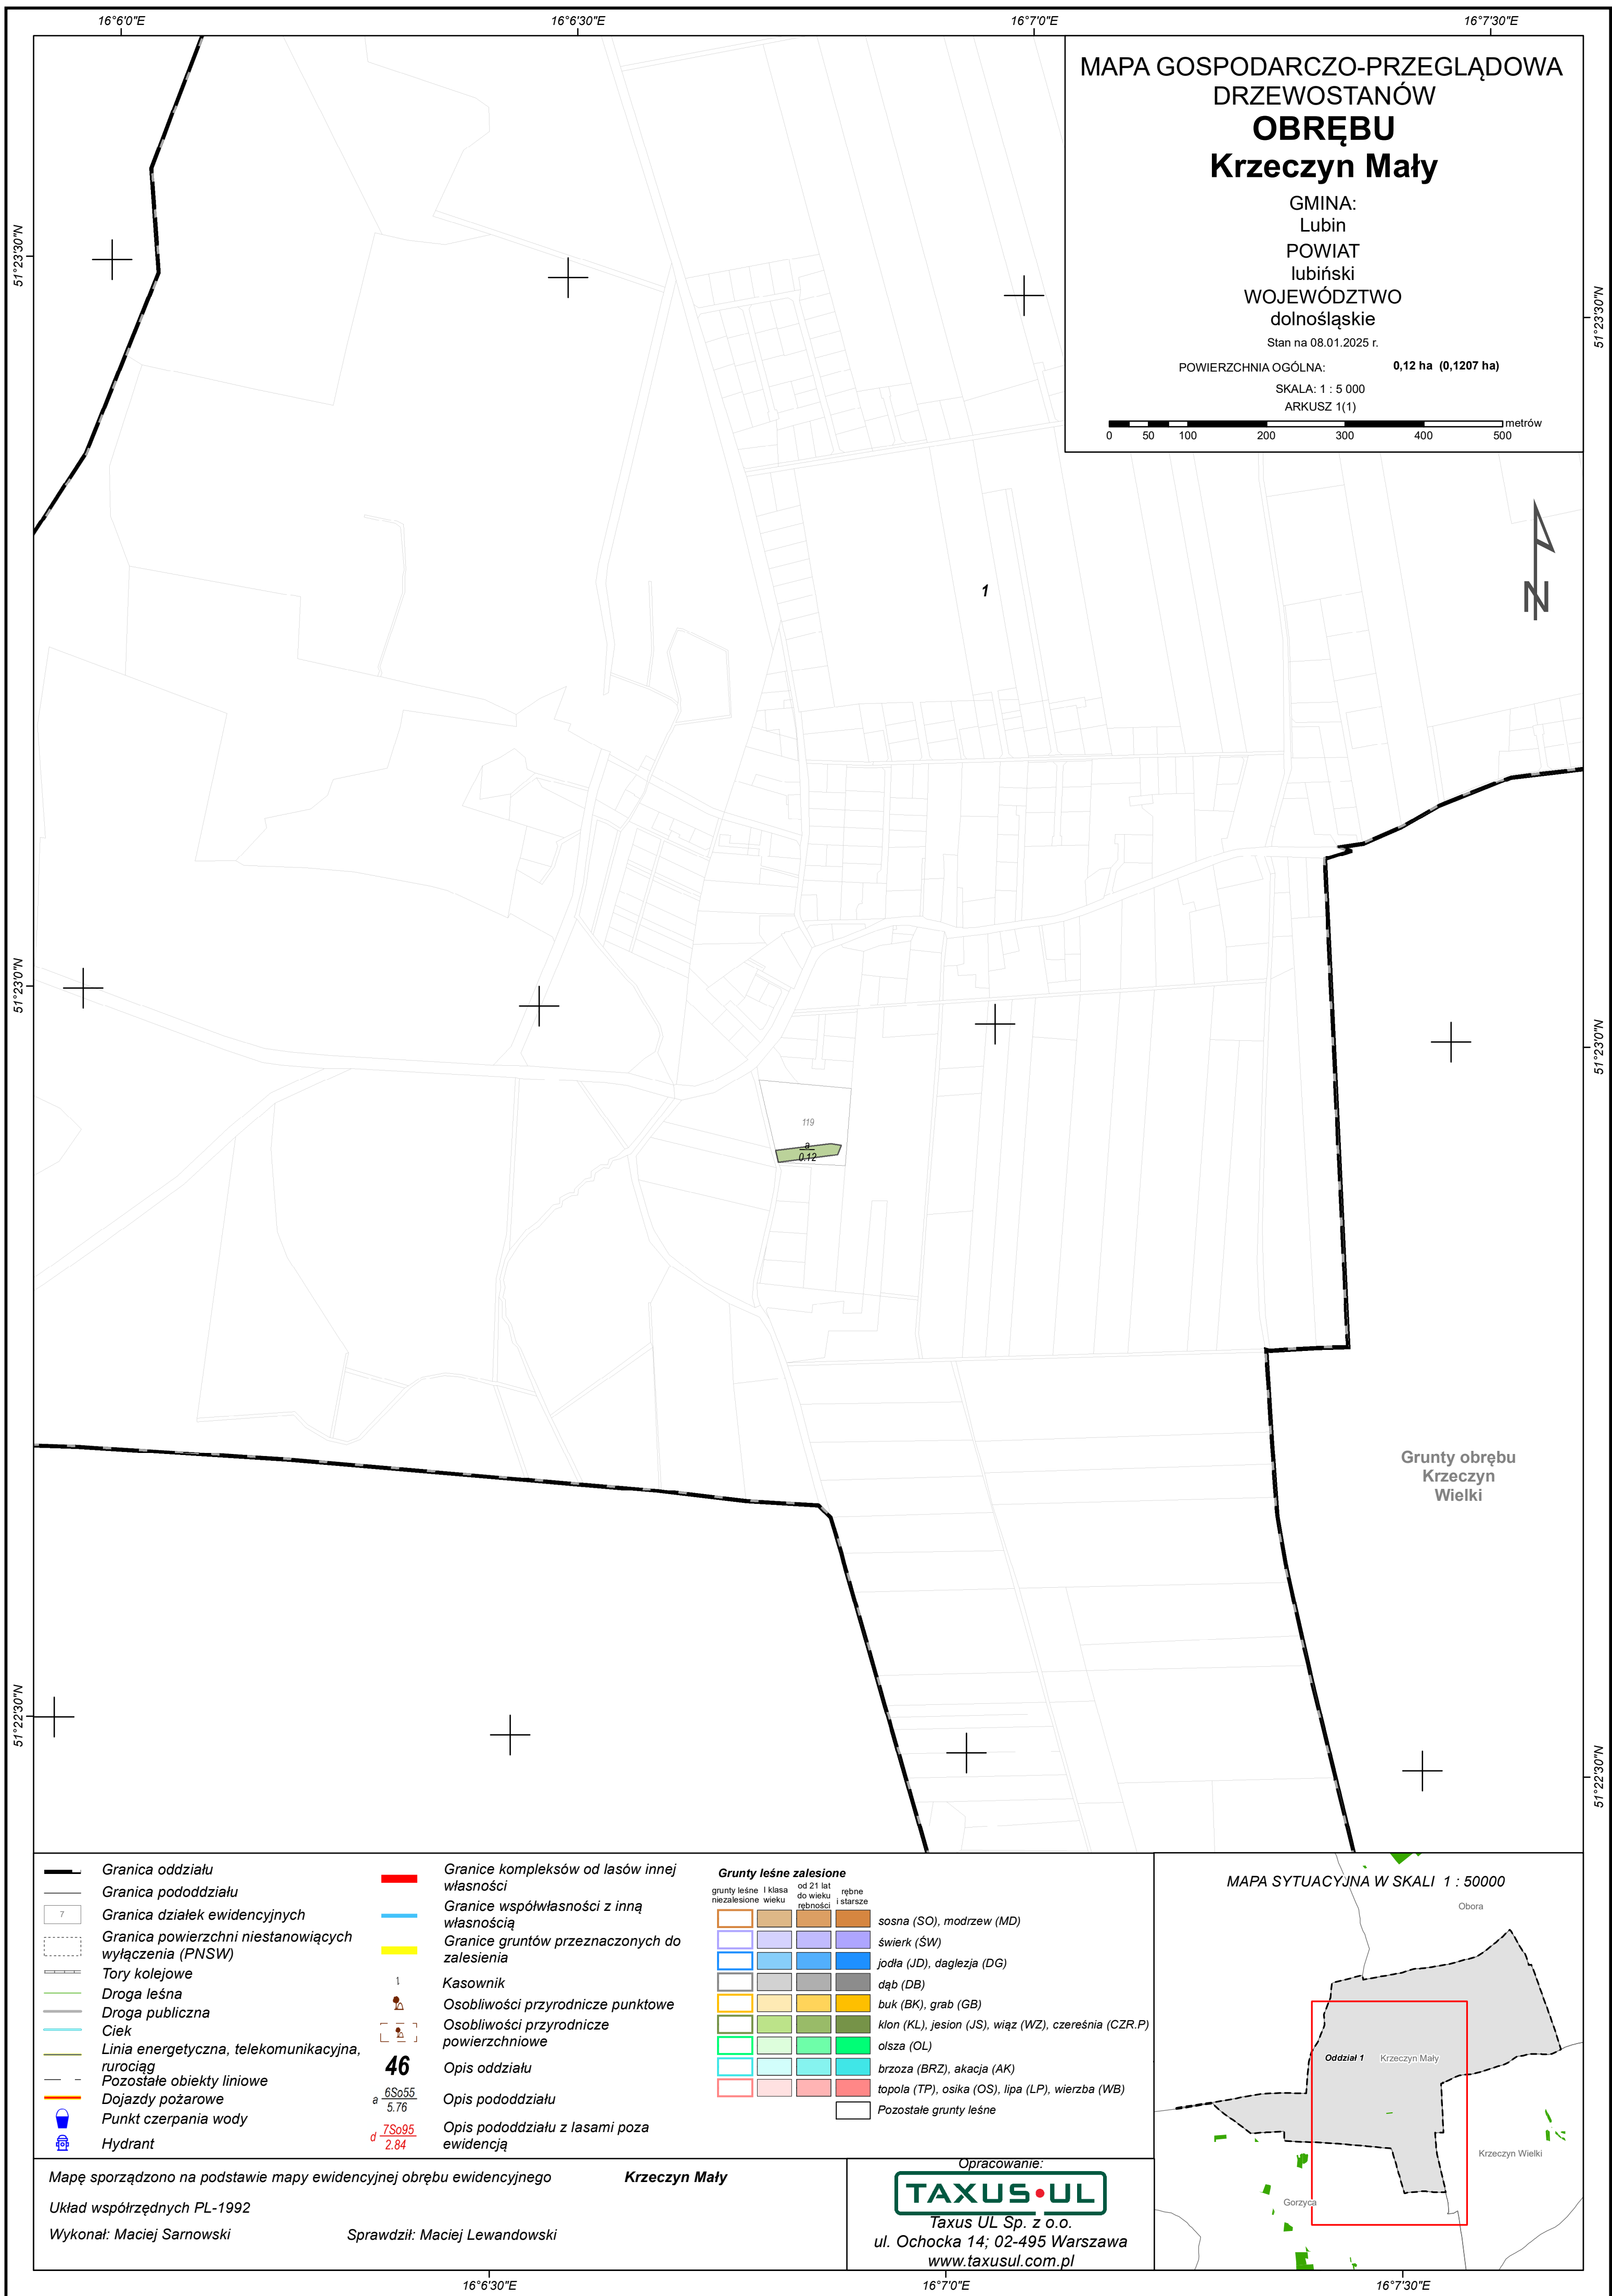 16°6'0"E
16°6'30"E
16°7'0"E
16°7'30"E
MAPA GOSPODARCZO-PRZEGLĄDOWA
DRZEWOSTANÓW
OBRĘBU
Krzeczyn Mały
GMINA:
Lubin
POWIAT
lubiński
WOJEWÓDZTWO
dolnośląskie
Stan na 08.01.2025 r.
POWIERZCHNIA OGÓLNA: 0,12 ha (0,1207 ha)
SKALA: 1 : 5 000
ARKUSZ 1(1)
metrów
0 50 100 200 300 400 500
51°23'30"N
51°23'30"N
N
1
51°23'0"N
51°23'0"N
119
a
0.12
Grunty obrębu
Krzeczyn
Wielki
51°22'30"N
51°22'30"N
Granica oddziału
Granica pododdziału
7
Granica działek ewidencyjnych
Granica powierzchni niestanowiących
wyłączenia (PNSW)
Tory kolejowe
Droga leśna
Droga publiczna
Ciek
Linia energetyczna, telekomunikacyjna,
rurociąg
Pozostałe obiekty liniowe
Dojazdy pożarowe
Punkt czerpania wody
Hydrant
Granice kompleksów od lasów innej
własności
Granice współwłasności z inną
własnością
Granice gruntów przeznaczonych do
zalesienia
Kasownik
Osobliwości przyrodnicze punktowe
Osobliwości przyrodnicze
powierzchniowe
46
Opis oddziału
a 6So55
5.76
Opis pododdziału
d 7So95
2.84
Opis pododdziału z lasami poza
ewidencją
Grunty leśne zalesione
grunty leśne
niezalesione
I klasa
wieku
od 21 lat
do wieku
rębności
rębne
i starsze
sosna (SO), modrzew (MD)
świerk (ŚW)
jodła (JD), daglezja (DG)
dąb (DB)
buk (BK), grab (GB)
klon (KL), jesion (JS), wiąz (WZ), czereśnia (CZR.P)
olsza (OL)
brzoza (BRZ), akacja (AK)
topola (TP), osika (OS), lipa (LP), wierzba (WB)
Pozostałe grunty leśne
MAPA SYTUACYJNA W SKALI 1 : 50000
Obora
Oddział 1
Krzeczyn Mały
Krzeczyn Wielki
Gorzyca
Mapę sporządzono na podstawie mapy ewidencyjnej obrębu ewidencyjnego Krzeczyn Mały
Układ współrzędnych PL-1992
Wykonał: Maciej Sarnowski
Sprawdził: Maciej Lewandowski
Opracowanie:
TAXUS UL
Taxus UL Sp. z o.o.
ul. Ochocka 14; 02-495 Warszawa
www.taxusul.com.pl
16°6'30"E
16°7'0"E
16°7'30"E